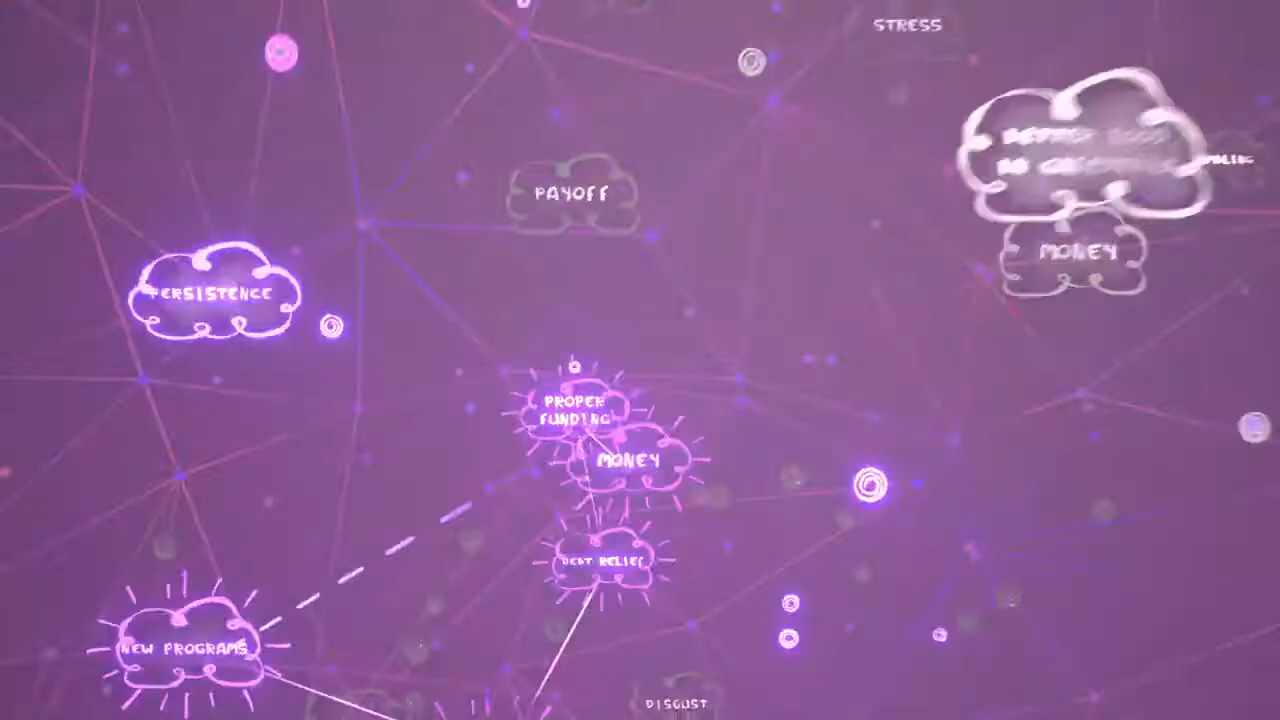 STRESS
PAYOFF
MONEY
PERSISTENCE
PROPER
FUNDING
MONEY
DEBT RELIEF
NEW PROGRAMS
DISGUST